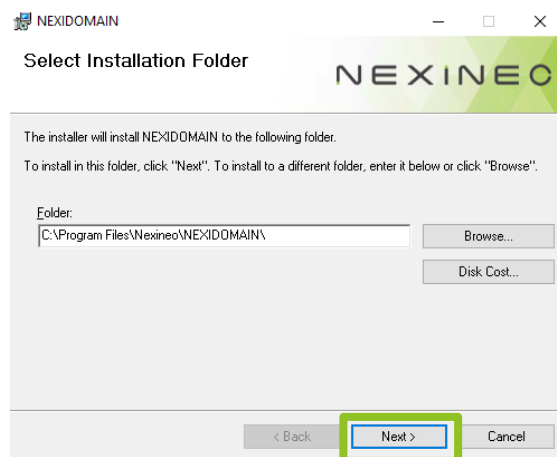 NEXIDOMAIN
Select Installation Folder
NEXINEO
The installer will install NEXIDOMAIN to the following folder.
To install in this folder, click "Next". To install to a different folder, enter it below or click "Browse".
Folder:
C:\Program Files\Nexineo\NEXIDOMAIN\
Browse...
Disk Cost...
< Back
Next >
Cancel